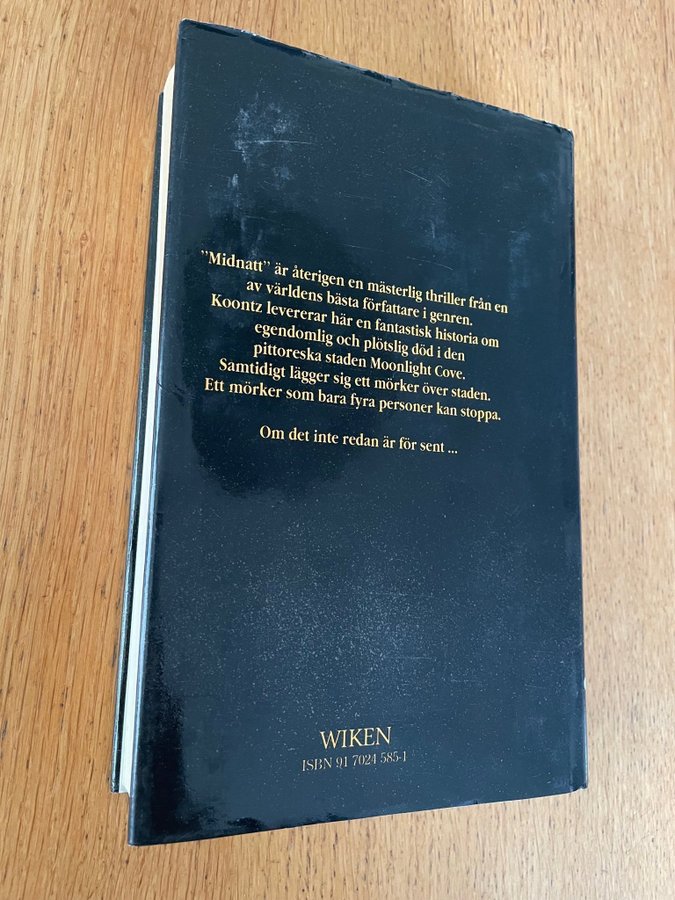 ”Midnatt” är återigen en mästerlig thriller från en
av världens bästa författare i genren.
Koontz levererar här en fantastisk historia om
egendomlig och plötslig död i den
pittoreska staden Moonlight Cove.
Samtidigt lägger sig ett mörker över staden.
Ett mörker som bara fyra personer kan stoppa.
Om det inte redan är för sent ...
WIKEN
ISBN 91 7024 585-1